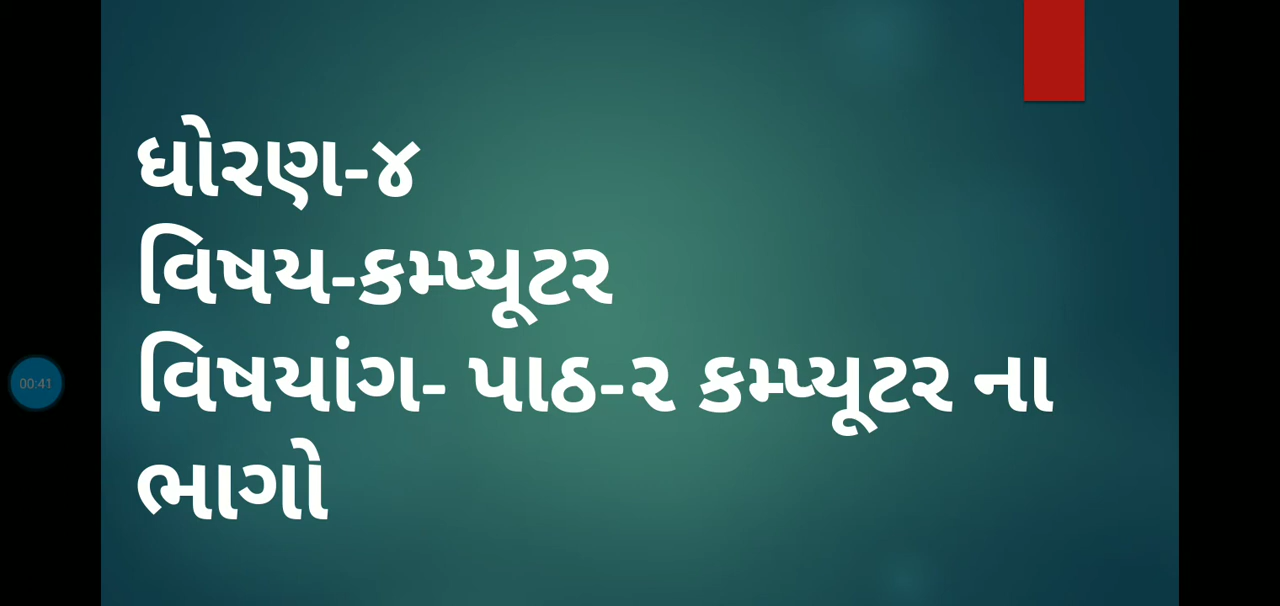 ધોરણ-૪
વિષય-કમ્પ્યૂટર
વિષયાંગ- પાઠ-૨ કમ્પ્યૂટર ના
ભાગો
00:41